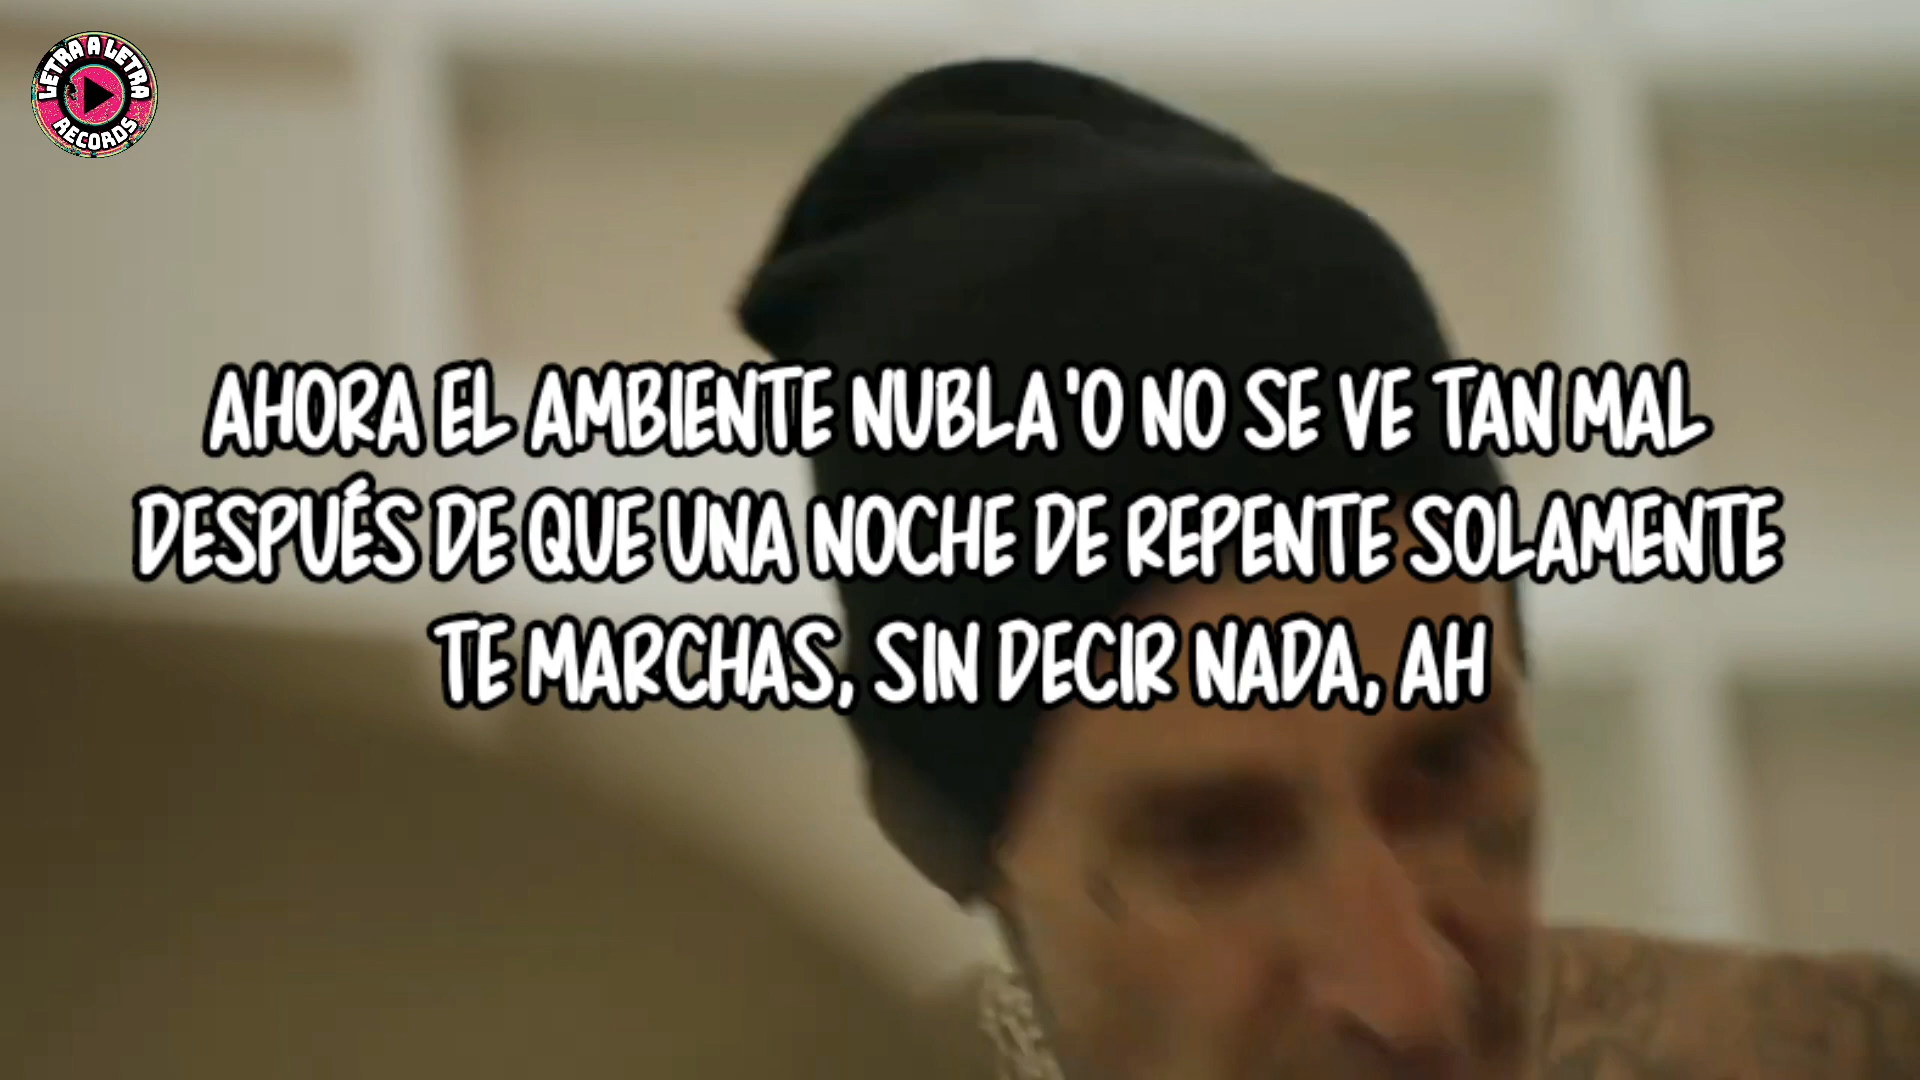 LETRA A LETRA
RECORDS
AHORA EL AMBIENTE NUBLA'O NO SE VE TAN MAL
DESPUÉS DE QUE UNA NOCHE DE REPENTE SOLAMENTE
TE MARCHAS, SIN DECIR NADA, AH